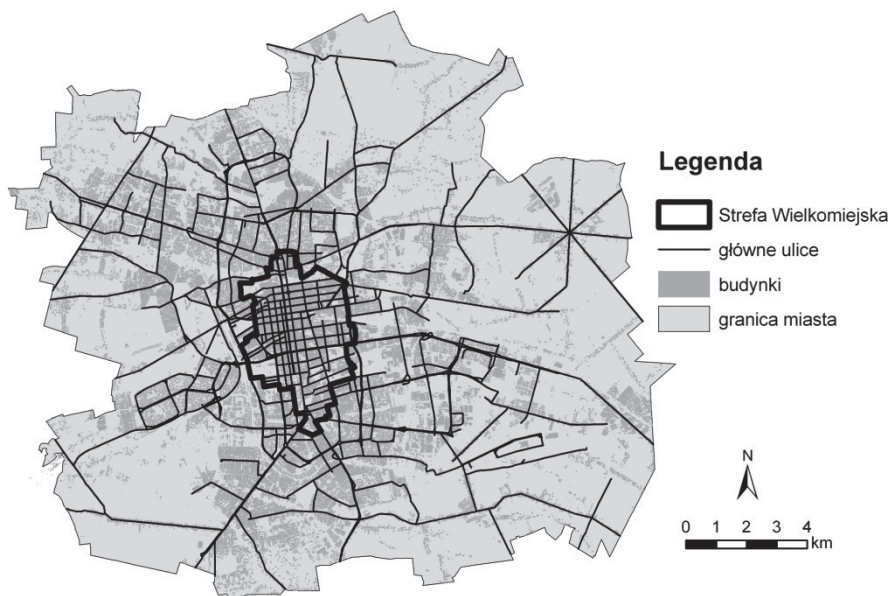 Legenda
Strefa Wielkomiejska
główne ulice
budynki
granica miasta
N
0 1 2 3 4
km